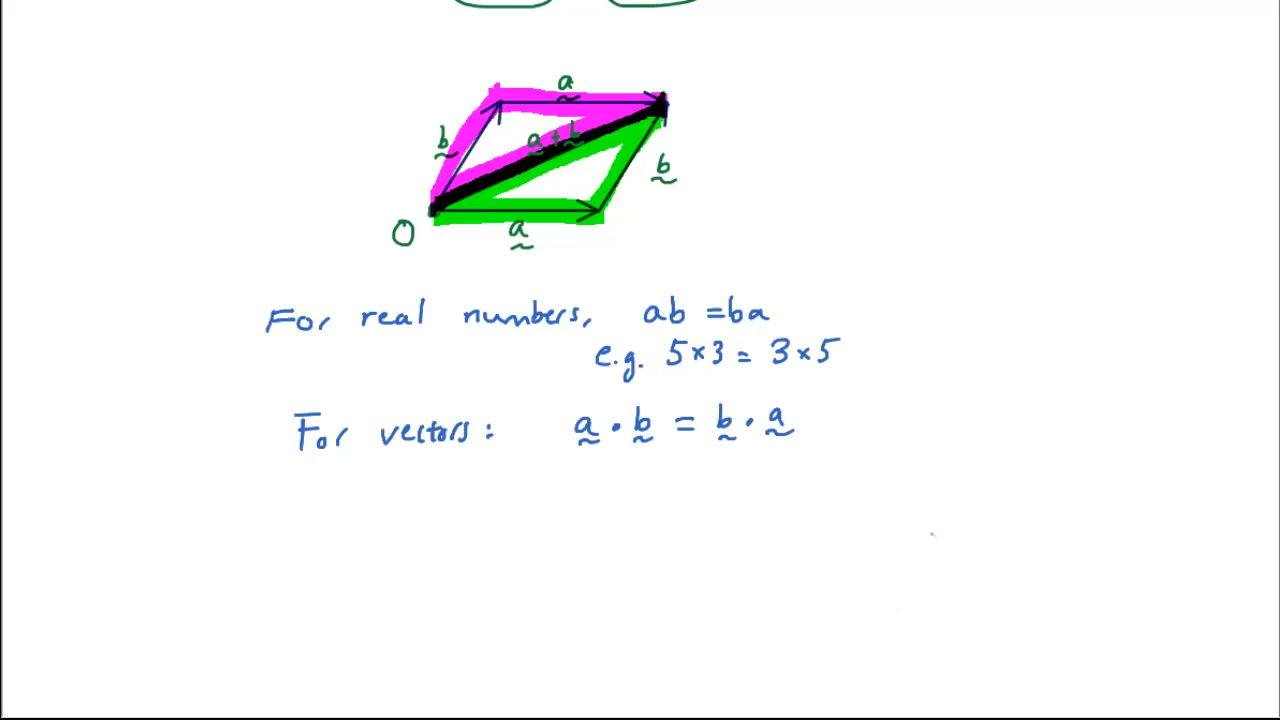 a
b
a + b
b
O
a
For real numbers, ab = ba
e.g. 5 × 3 = 3 × 5
For vectors: a · b = b · a